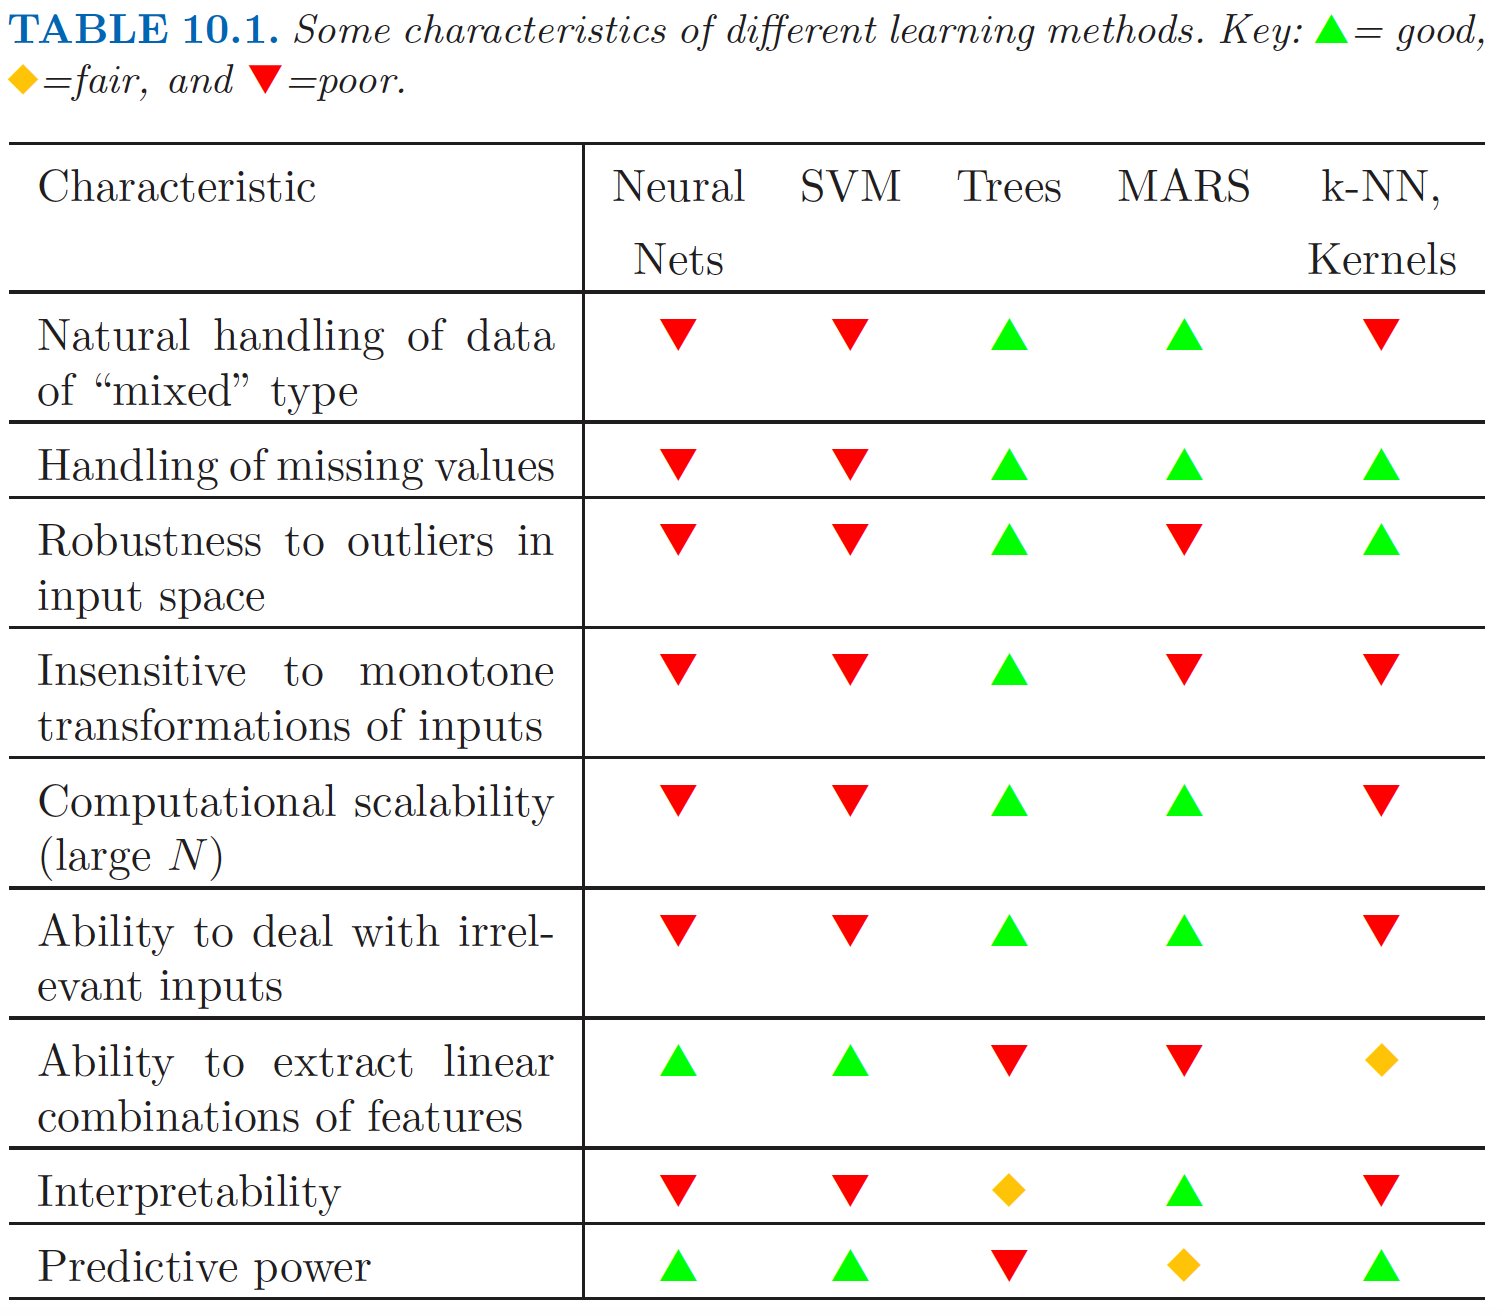 TABLE 10.1. Some characteristics of different learning methods. Key: ▲= good,
◆=fair, and ▼=poor.
Characteristic Neural SVM Trees MARS k-NN,
Nets Kernels
Natural handling of data ▼ ▼ ▲ ▲ ▼
of “mixed” type
Handling of missing values ▼ ▼ ▲ ▲ ▲
Robustness to outliers in ▼ ▼ ▲ ▼ ▲
input space
Insensitive to monotone ▼ ▼ ▲ ▼ ▼
transformations of inputs
Computational scalability ▼ ▼ ▲ ▲ ▼
(large N)
Ability to deal with irrel- ▼ ▼ ▲ ▲ ▼
evant inputs
Ability to extract linear ▲ ▲ ▼ ▼ ◆
combinations of features
Interpretability ▼ ▼ ◆ ▲ ▼
Predictive power ▲ ▲ ▼ ◆ ▲